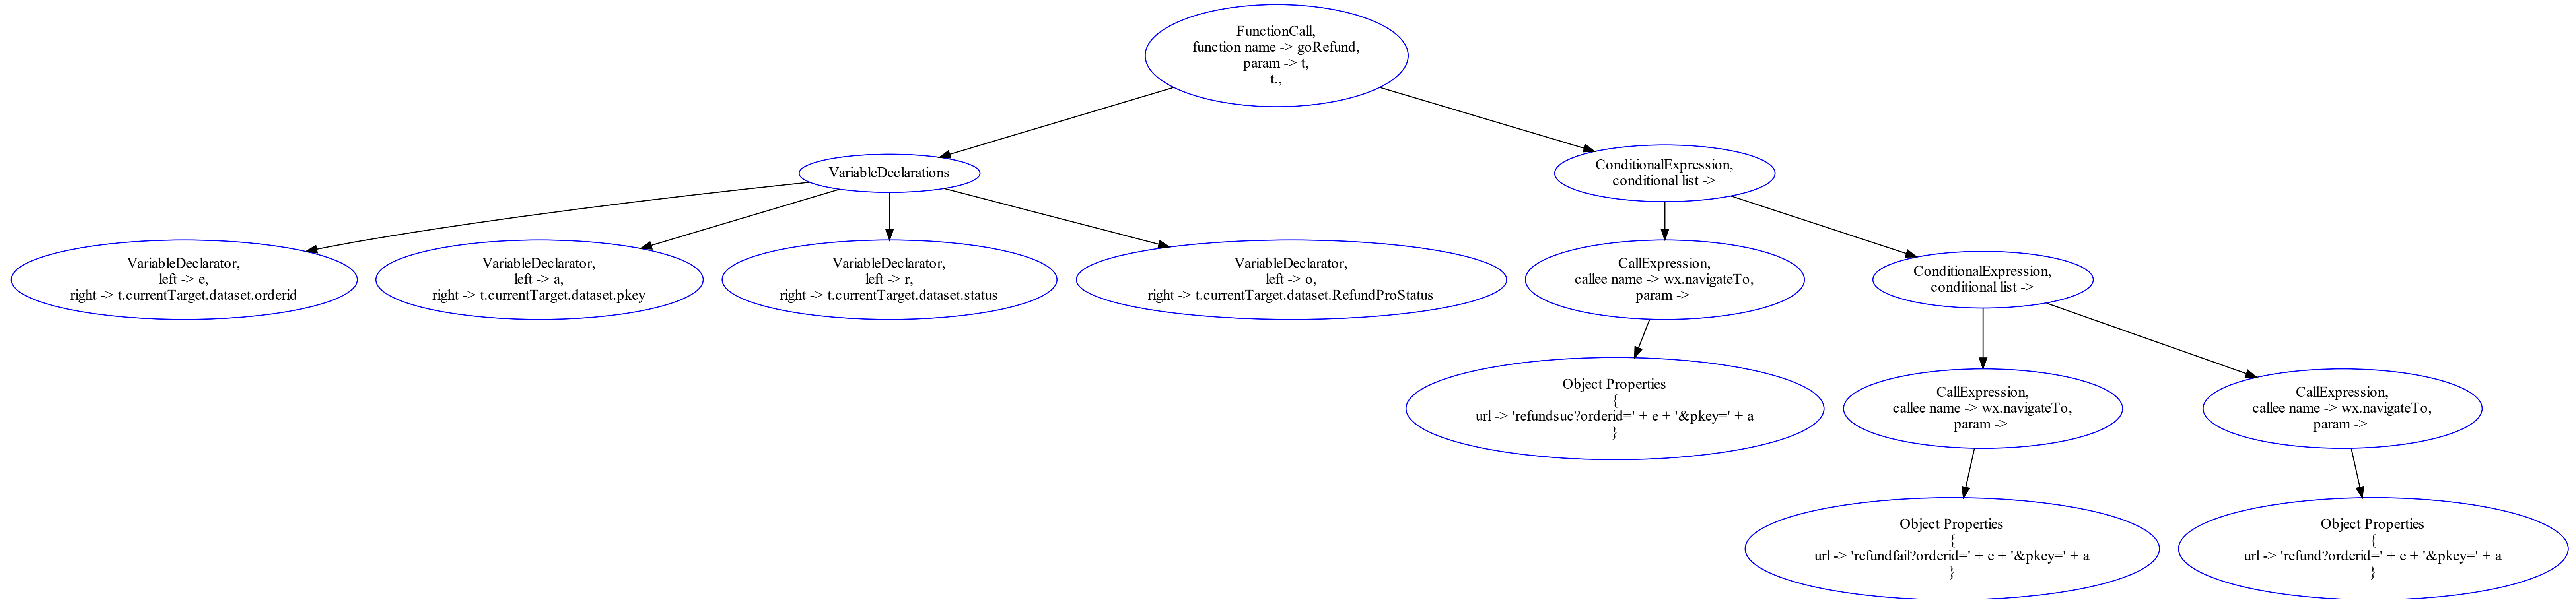 FunctionCall,
function name -> goRefund,
param -> t,
t.,
VariableDeclarations
ConditionalExpression,
conditional list ->
VariableDeclarator,
left -> e,
right -> t.currentTarget.dataset.orderid
VariableDeclarator,
left -> a,
right -> t.currentTarget.dataset.pkey
VariableDeclarator,
left -> r,
right -> t.currentTarget.dataset.status
VariableDeclarator,
left -> o,
right -> t.currentTarget.dataset.RefundProStatus
CallExpression,
callee name -> wx.navigateTo,
param ->
ConditionalExpression,
conditional list ->
Object Properties
{
url -> 'refundsuc?orderid=' + e + '&pkey=' + a
}
CallExpression,
callee name -> wx.navigateTo,
param ->
CallExpression,
callee name -> wx.navigateTo,
param ->
Object Properties
{
url -> 'refundfail?orderid=' + e + '&pkey=' + a
}
Object Properties
{
url -> 'refund?orderid=' + e + '&pkey=' + a
}